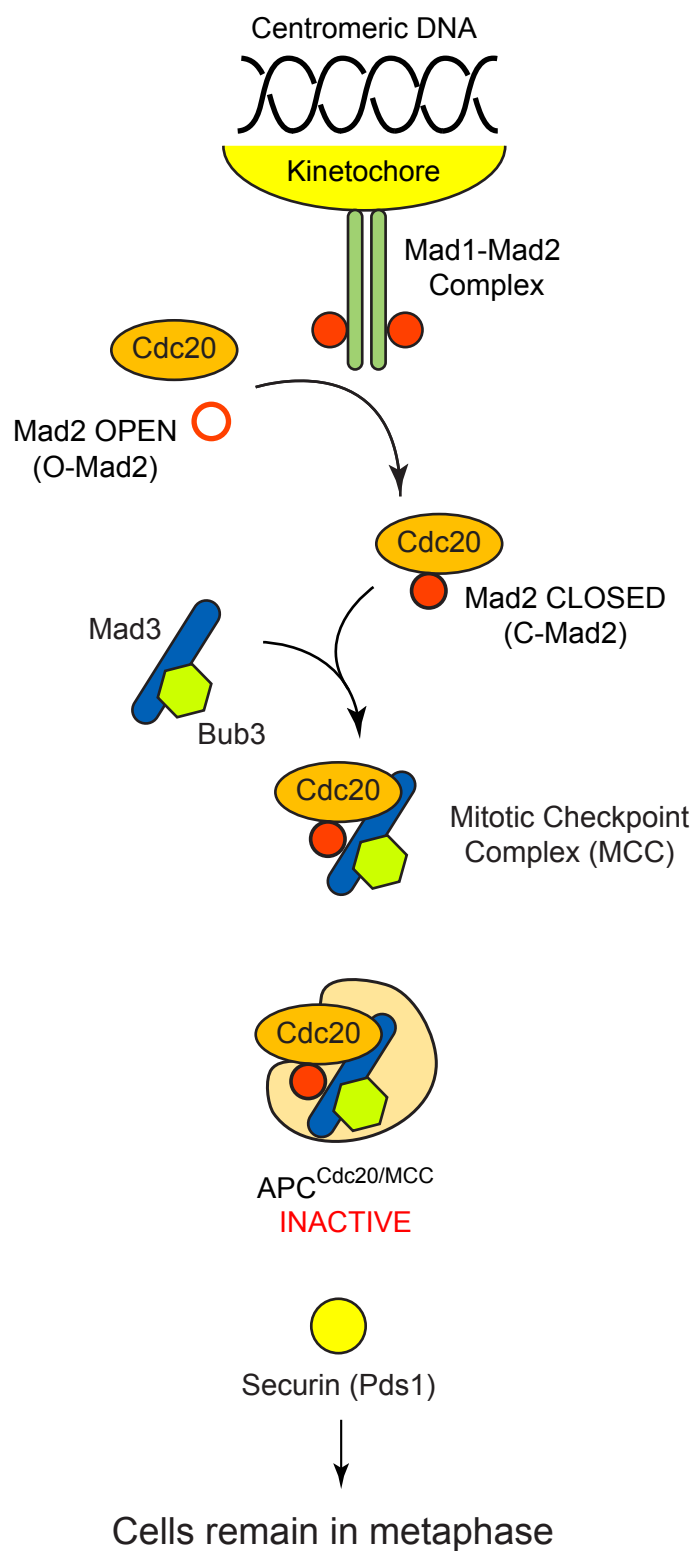 Centromeric DNA
Kinetochore
Mad1-Mad2
Complex
Cdc20
Mad2 OPEN
(O-Mad2)
Cdc20
Mad2 CLOSED
(C-Mad2)
Mad3
Bub3
Cdc20
Mitotic Checkpoint
Complex (MCC)
Cdc20
APC Cdc20/MCC
INACTIVE
Securin (Pds1)
Cells remain in metaphase